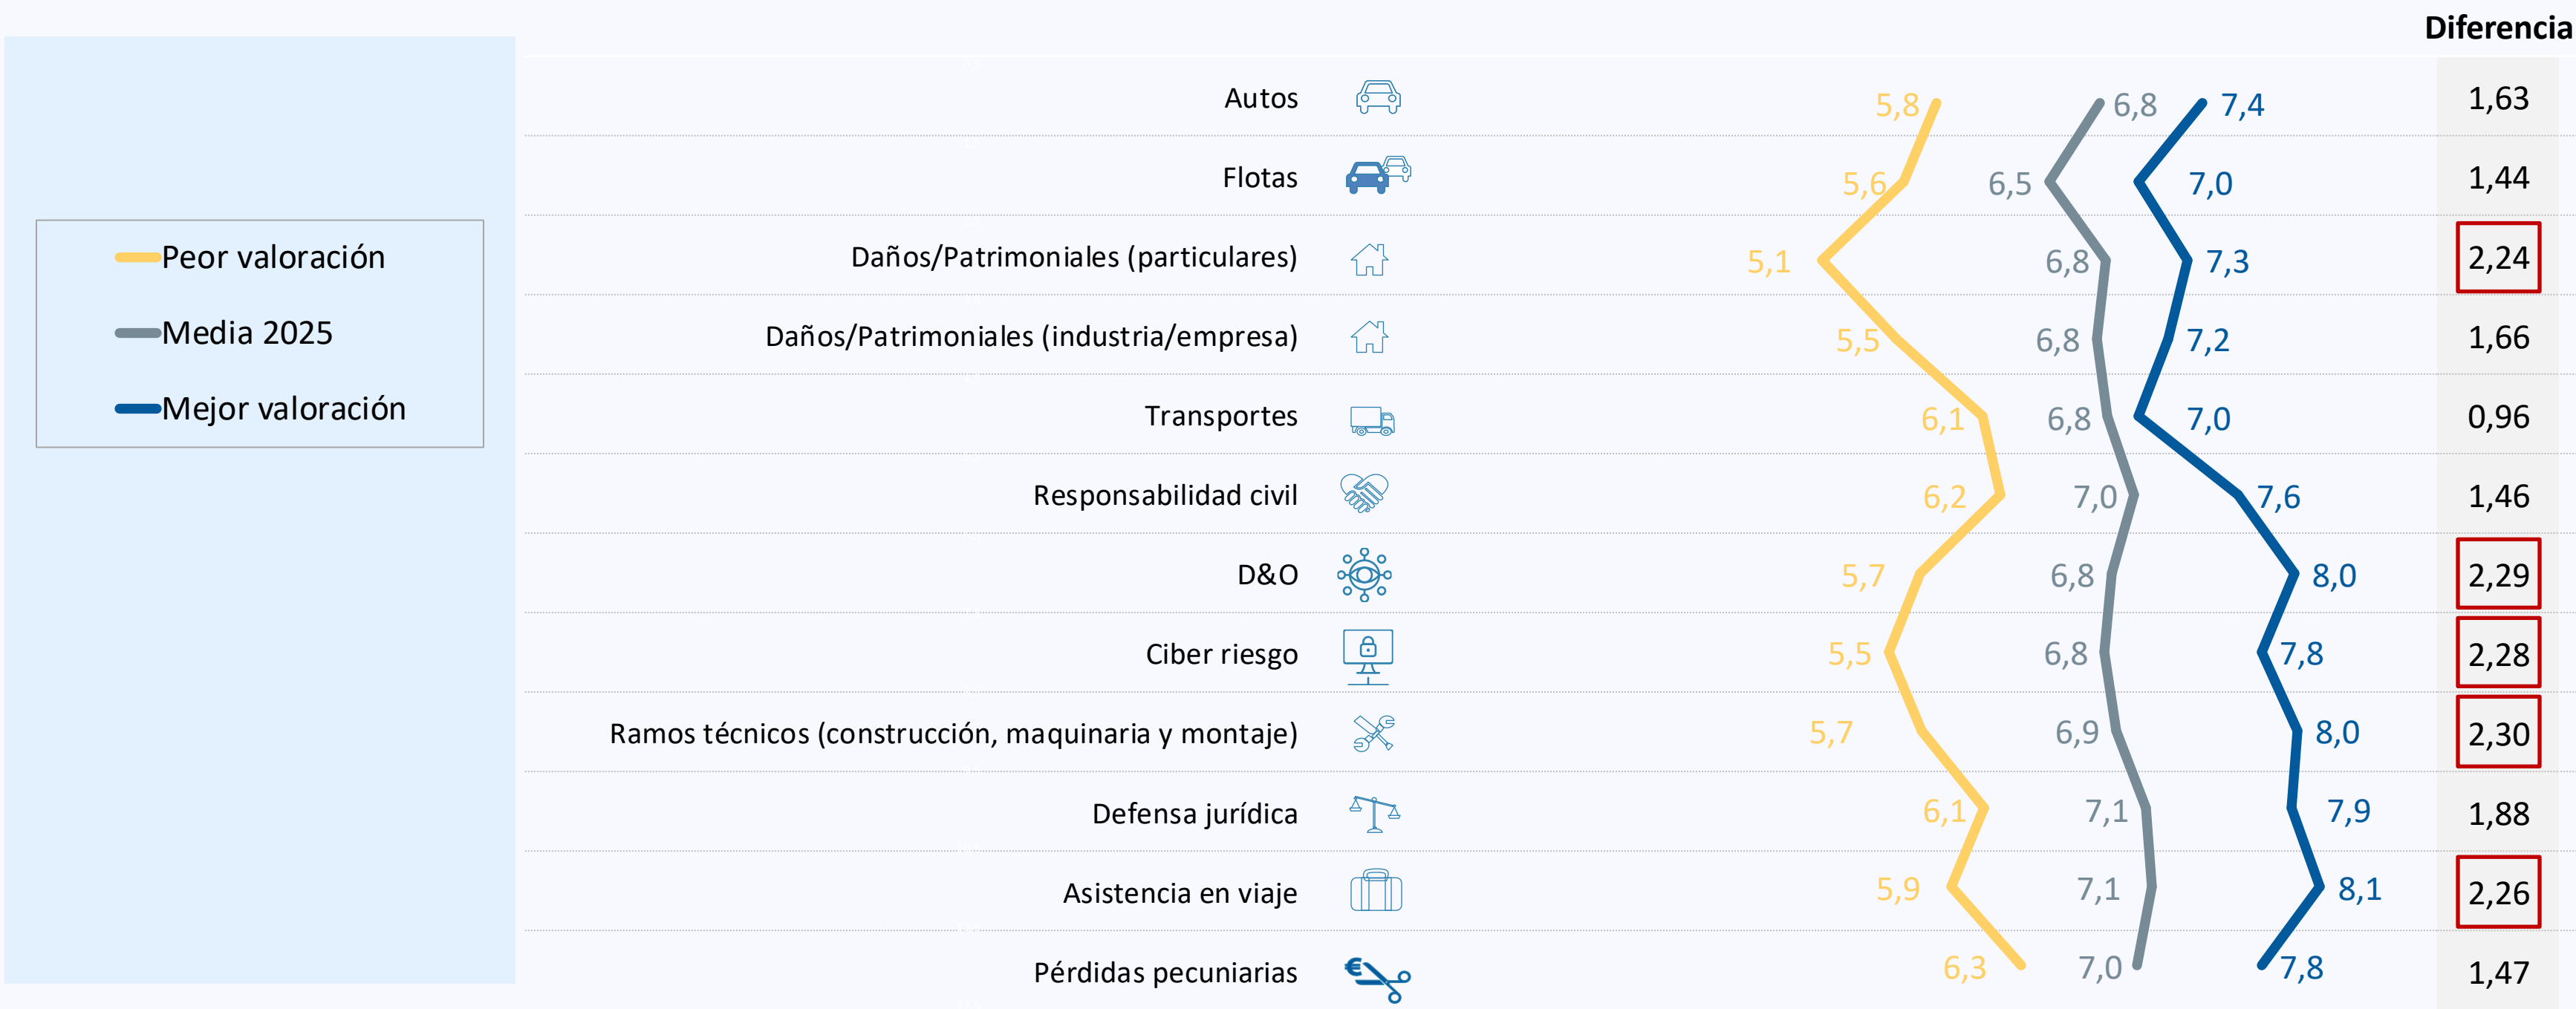 Diferencia
Peor valoración
Media 2025
Mejor valoración
Autos 5,8 6,8 7,4 1,63
Flotas 5,6 6,5 7,0 1,44
Daños/Patrimoniales (particulares) 5,1 6,8 7,3 2,24
Daños/Patrimoniales (industria/empresa) 5,5 6,8 7,2 1,66
Transportes 6,1 6,8 7,0 0,96
Responsabilidad civil 6,2 7,0 7,6 1,46
D&O 5,7 6,8 8,0 2,29
Ciber riesgo 5,5 6,8 7,8 2,28
Ramos técnicos (construcción, maquinaria y montaje) 5,7 6,9 8,0 2,30
Defensa jurídica 6,1 7,1 7,9 1,88
Asistencia en viaje 5,9 7,1 8,1 2,26
Pérdidas pecuniarias € 6,3 7,0 7,8 1,47